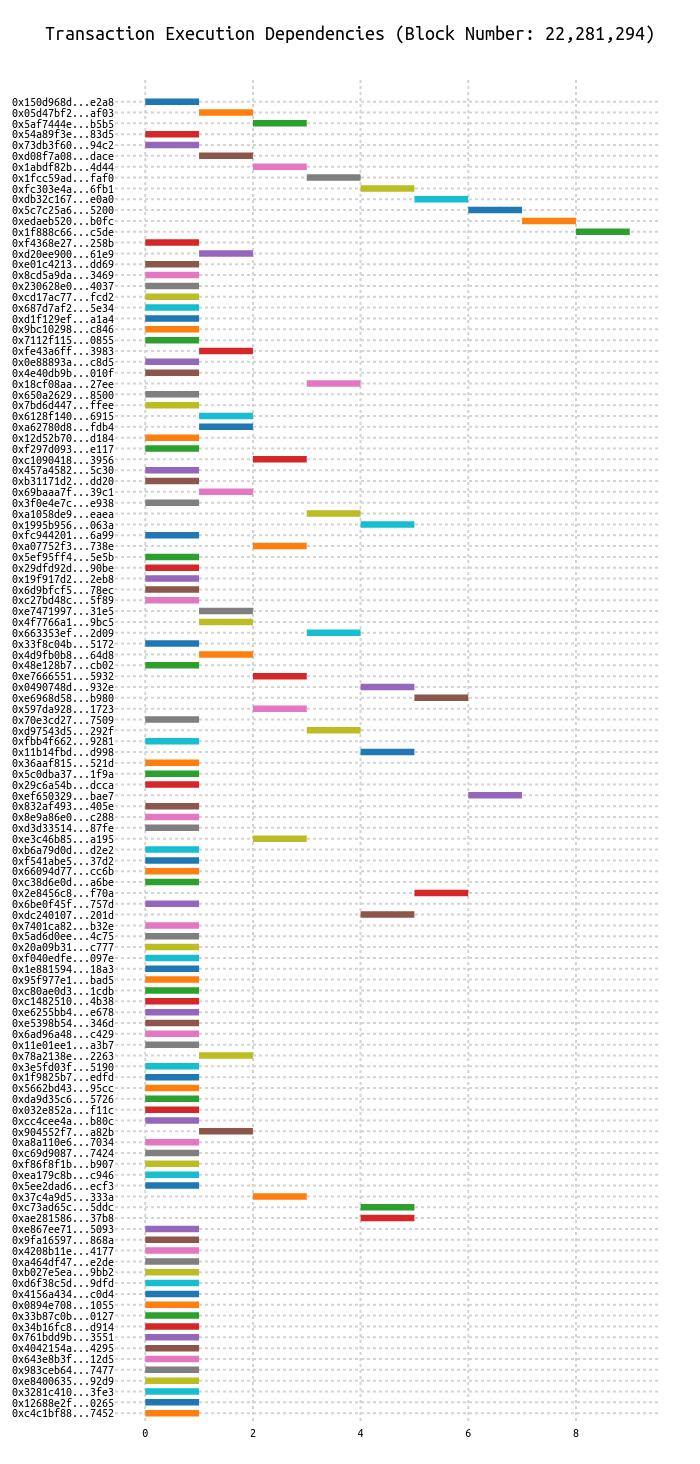 Transaction Execution Dependencies (Block Number: 22,281,294)
0x150d968d...e2a8
0x05d47bf2...af03
0x5af7444e...b5b5
0x54a89f3e...83d5
0x73db3f60...94c2
0xd08f7a08...dace
0x1abdf82b...4d44
0x1fcc59ad...faf0
0xfc303e4a...6fb1
0xdb32c167...e0a0
0x5c7c25a6...5200
0xedaeb520...b0fc
0x1f888c66...c5de
0xf4368e27...258b
0xd20ee900...61e9
0xe01c4213...dd69
0x8cd5a9da...3469
0x230628e0...4037
0xcd17ac77...fcd2
0x687d7af2...5e34
0xd1f129ef...a1a4
0x9bc10298...c846
0x7112f115...0855
0xfe43a6ff...3983
0x0e88893a...c8d5
0x4e40db9b...010f
0x18cf08aa...27ee
0x650a2629...8500
0x7bd6d447...ffee
0x6128f140...6915
0xa62780d8...fdb4
0x12d52b70...d184
0xf297d093...e117
0xc1090418...3956
0x457a4582...5c30
0xb31171d2...dd20
0x69baaa7f...39c1
0x3f0e4e7c...e938
0xa1058de9...eaea
0x1995b956...063a
0xfc944201...6a99
0xa07752f3...738e
0x5ef95ff4...5e5b
0x29dfd92d...90be
0x19f917d2...2eb8
0x6d9bfcf5...78ec
0xc27bd48c...5f89
0xe7471997...31e5
0x4f7766a1...9bc5
0x663353ef...2d09
0x33f8c04b...5172
0x4d9fb0b8...64d8
0x48e128b7...cb02
0xe7666551...5932
0x0490748d...932e
0xe6968d58...b980
0x597da928...1723
0x70e3cd27...7509
0xd97543d5...292f
0xfbb4f662...9281
0x11b14fbd...d998
0x36aaf815...521d
0x5c0dba37...1f9a
0x29c6a54b...dcca
0xef650329...bae7
0x832af493...405e
0x8e9a86e0...c288
0xd3d33514...87fe
0xe3c46b85...a195
0xb6a79d0d...d2e2
0xf541abe5...37d2
0x66094d77...cc6b
0xc38d6e0d...a6be
0x2e8456c8...f70a
0x6be0f45f...757d
0xdc240107...201d
0x7401ca82...b32e
0x5ad6d0ee...4c75
0x20a09b31...c777
0xf040edfe...097e
0x1e881594...18a3
0x95f977e1...bad5
0xc80ae0d3...1cdb
0xc1482510...4b38
0xe6255bb4...e678
0xe5398b54...346d
0x6ad96a48...c429
0x11e01ee1...a3b7
0x78a2138e...2263
0x3e5fd03f...5190
0x1f9825b7...edfd
0x5662bd43...95cc
0xda9d35c6...5726
0x032e852a...f11c
0xcc4cee4a...b80c
0x904552f7...a82b
0xa8a110e6...7034
0xc69d9087...7424
0xf86f8f1b...b907
0xea179c8b...c946
0x5ee2dad6...ecf3
0x37c4a9d5...333a
0xc73ad65c...5ddc
0xae281586...37b8
0xe867ee71...5093
0x9fa16597...868a
0x4208b11e...4177
0xa464df47...e2de
0xb027e5ea...9bb2
0xd6f38c5d...9dfd
0x4156a434...c0d4
0x0894e708...1055
0x33b87c0b...0127
0x34b16fc8...d914
0x761bdd9b...3551
0x4042154a...4295
0x643e8b3f...12d5
0x983ceb64...7477
0xe8400635...92d9
0x3281c410...3fe3
0x12688e2f...0265
0xc4c1bf88...7452
0 2 4 6 8